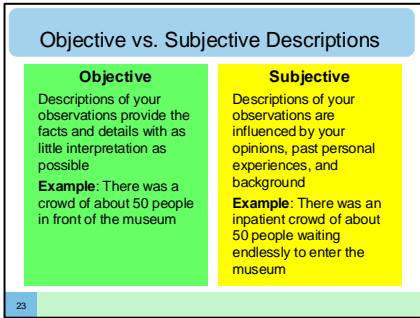 Objective vs. Subjective Descriptions
Objective
Descriptions of your
observations provide the
facts and details with as
little interpretation as
possible
Example: There was a
crowd of about 50 people
in front of the museum
Subjective
Descriptions of your
observations are
influenced by your
opinions, past personal
experiences, and
background
Example: There was an
inpatient crowd of about
50 people waiting
endlessly to enter the
museum
23